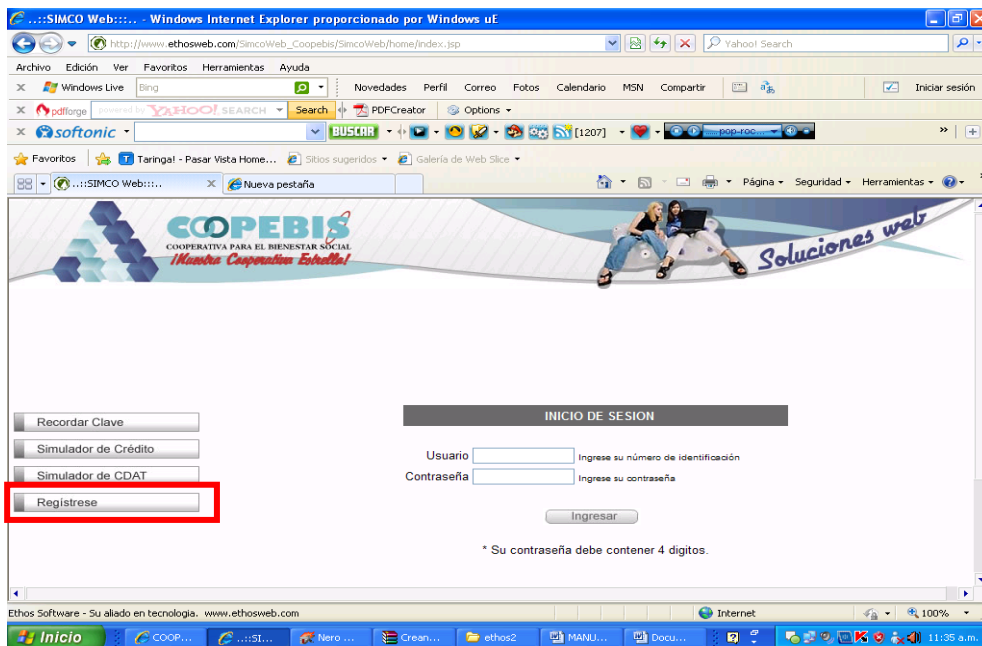 ..::SIMCO Web:::.. - Windows Internet Explorer proporcionado por Windows uE
http://www.ethosweb.com/SimcoWeb_Coopebis/SimcoWeb/home/index.jsp Yahoo! Search
Archivo Edición Ver Favoritos Herramientas Ayuda
Windows Live Bing Novedades Perfil Correo Fotos Calendario MSN Compartir Iniciar sesión
pdfforge powered by YAHOO! SEARCH Search PDFCreator Options
softonic BUSCAR [1207] .....pop-roc... »
Favoritos Taringa! - Pasar Vista Home... Sitios sugeridos Galería de Web Slice
..::SIMCO Web:::.. Nueva pestaña Página Seguridad Herramientas
COOPEBIS
COOPERATIVA PARA EL BIENESTAR SOCIAL
¡Nuestra Cooperativa Estrella!
Soluciones web
INICIO DE SESION
Recordar Clave
Simulador de Crédito
Simulador de CDAT
Regístrese
Usuario Ingrese su número de identificación
Contraseña Ingrese su contraseña
Ingresar
* Su contraseña debe contener 4 digitos.
Ethos Software - Su aliado en tecnologia. www.ethosweb.com Internet 100%
Inicio COOP... ..::SI... Nero ... Crean... ethos2 MANU... Docu... 11:35 a.m.